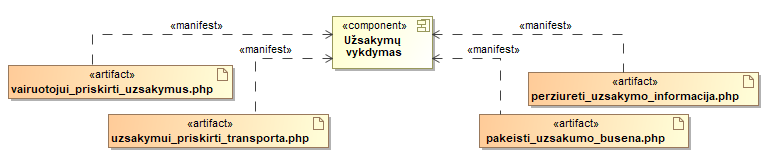 «manifest»
«component»
Užsakymų
vykdymas
«manifest»
«manifest»
«manifest»
«artifact»
vairuotojui_priskirti_uzsakymus.php
«artifact»
perziureti_uzsakymo_informacija.php
«artifact»
uzsakymui_priskirti_transporta.php
«artifact»
pakeisti_uzsakumo_busena.php